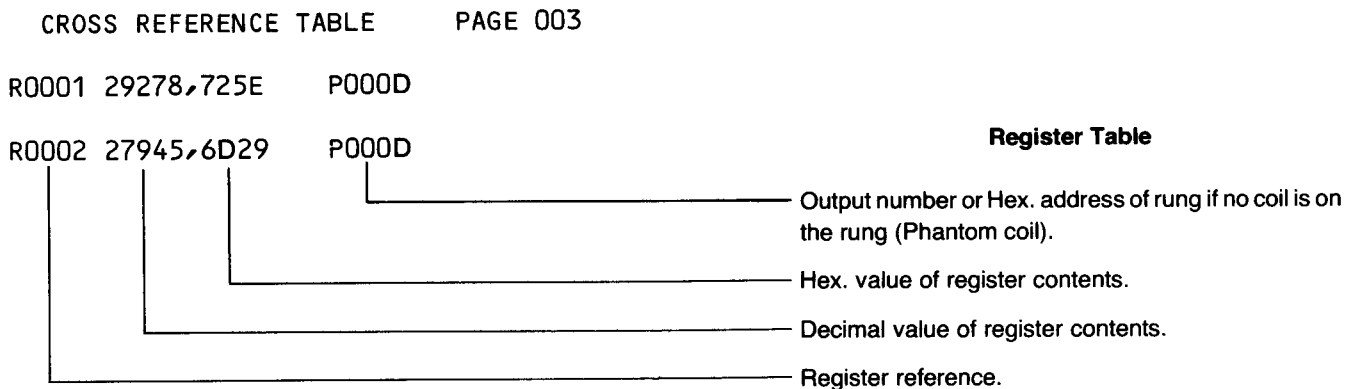 CROSS REFERENCE TABLE PAGE 003
R0001 29278,725E P000D
R0002 27945,6D29 P000D
Register Table
Output number or Hex. address of rung if no coil is on
the rung (Phantom coil).
Hex. value of register contents.
Decimal value of register contents.
Register reference.